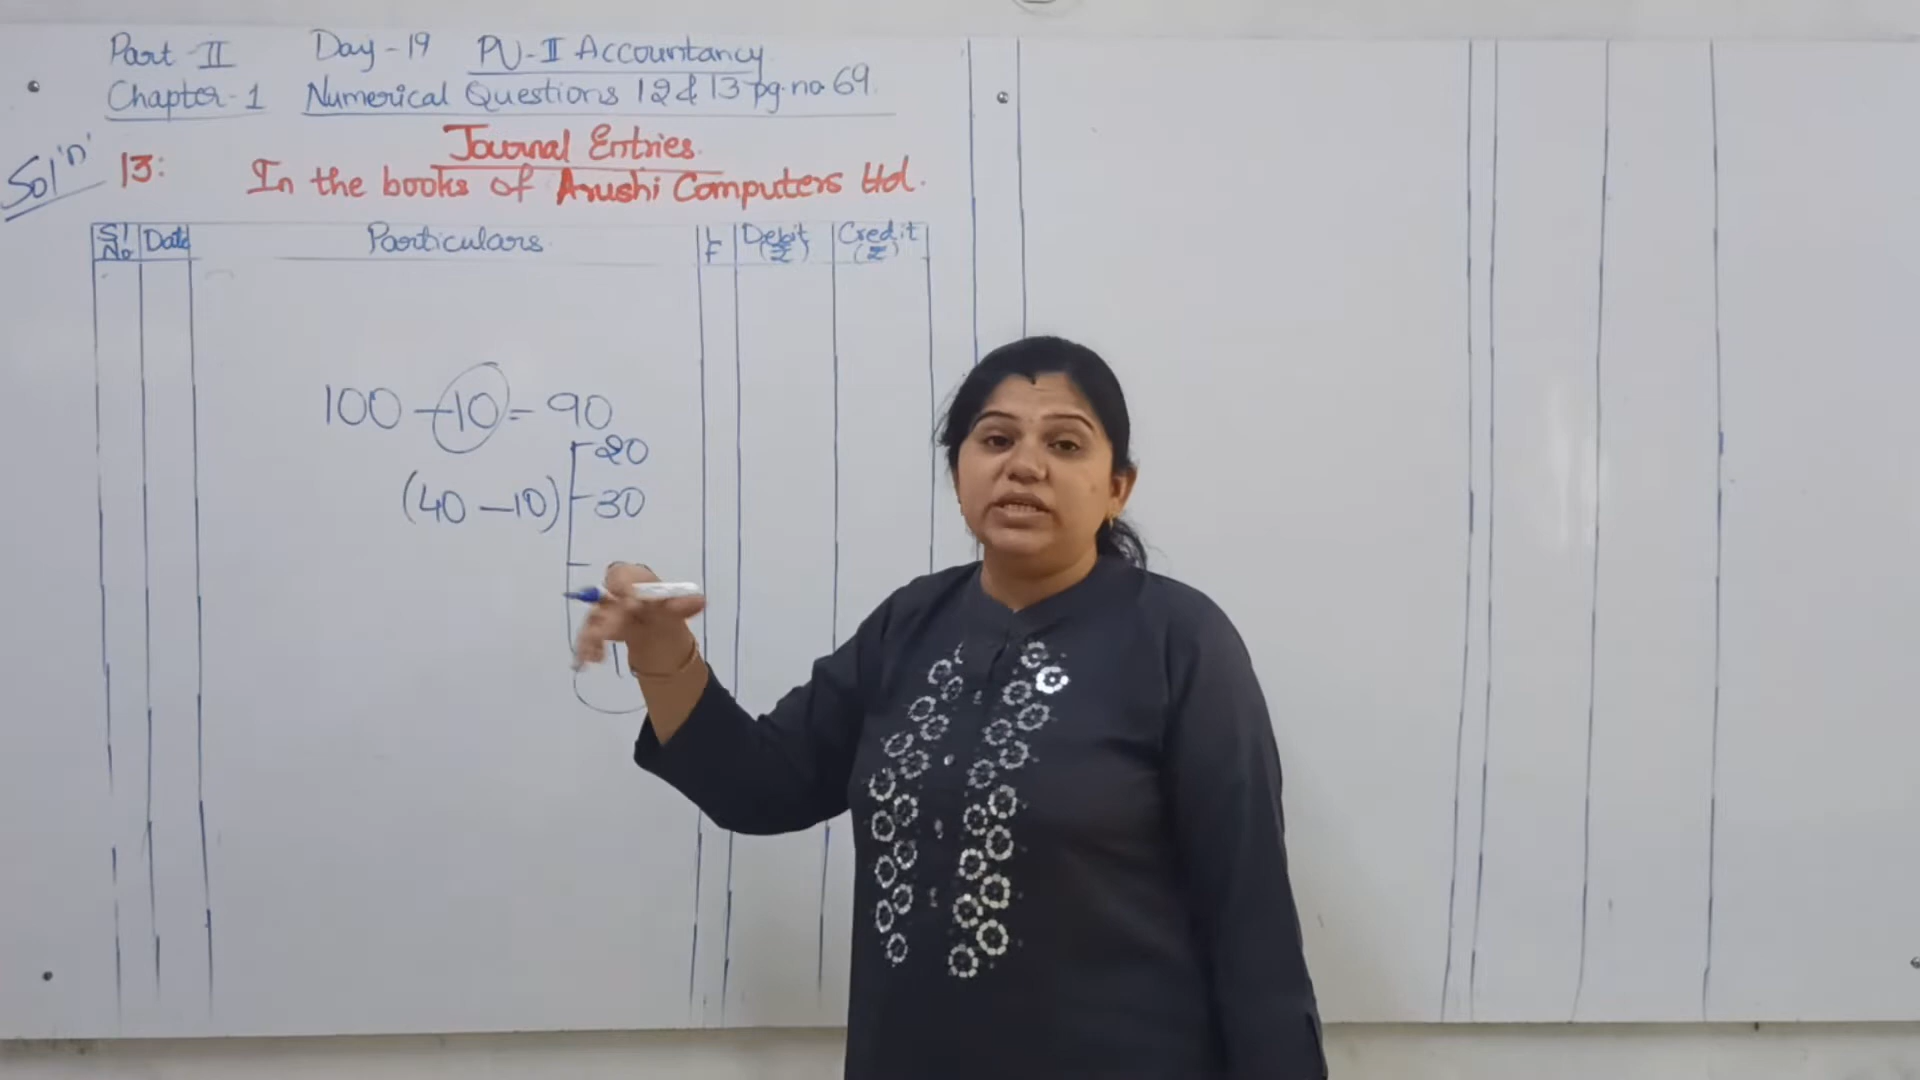 Part-II Day-19 PU-II Accountancy
Chapter-1 Numerical Questions 12 & 13 pg.no 69.
Sol'n' 13: Journal Entries.
In the books of Arushi Computers Ltd.
Sl No Date Particulars LF Debit (₹) Credit (₹)
100 - 10 = 90
20
(40 - 10) 30